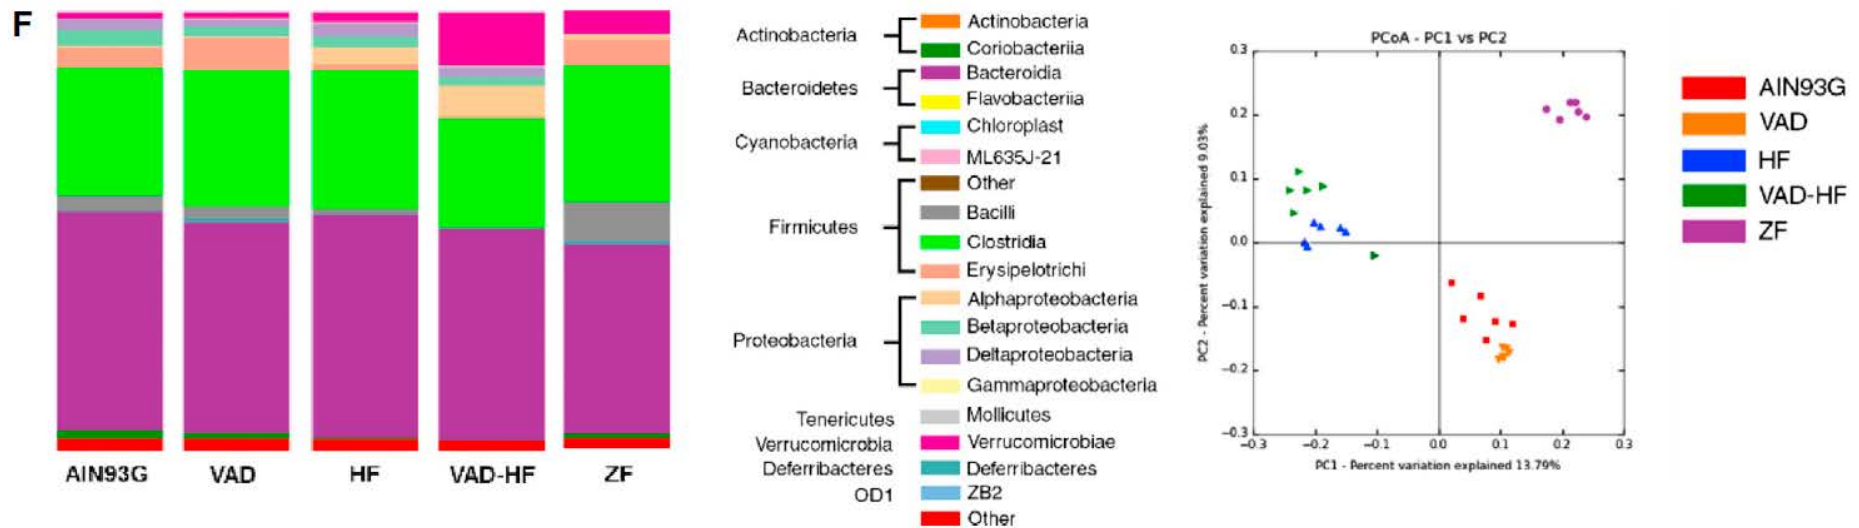 F
AIN93G
VAD
HF
VAD-HF
ZF
Actinobacteria
Actinobacteria
Coriobacteriia
Bacteroidetes
Bacteroidia
Flavobacteriia
Cyanobacteria
Chloroplast
ML635J-21
Firmicutes
Other
Bacilli
Clostridia
Erysipelotrichi
Proteobacteria
Alphaproteobacteria
Betaproteobacteria
Deltaproteobacteria
Gammaproteobacteria
Tenericutes
Mollicutes
Verrucomicrobia
Verrucomicrobiae
Deferribacteres
Deferribacteres
OD1
ZB2
Other
PCoA - PC1 vs PC2
PC2 - Percent variation explained 9.03%
0.3
0.2
0.1
0.0
−0.1
−0.2
−0.3
−0.3
−0.2
−0.1
0.0
0.1
0.2
0.3
PC1 - Percent variation explained 13.79%
AIN93G
VAD
HF
VAD-HF
ZF